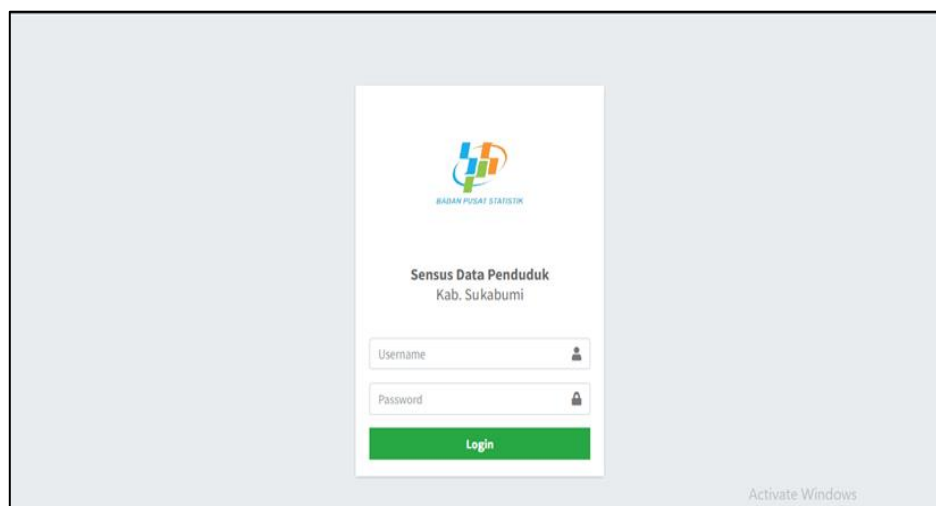 BADAN PUSAT STATISTIK
Sensus Data Penduduk
Kab. Sukabumi
Username
Password
Login
Activate Windows